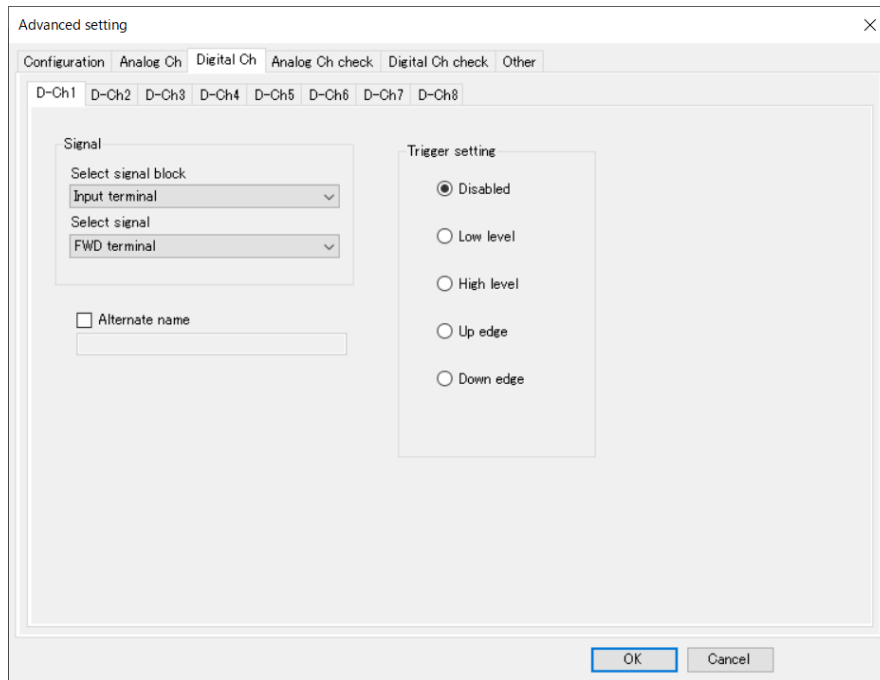 Advanced setting
Configuration Analog Ch Digital Ch Analog Ch check Digital Ch check Other
D-Ch1 D-Ch2 D-Ch3 D-Ch4 D-Ch5 D-Ch6 D-Ch7 D-Ch8
Signal
Select signal block
Input terminal
Select signal
FWD terminal
Alternate name
Trigger setting
Disabled
Low level
High level
Up edge
Down edge
OK Cancel